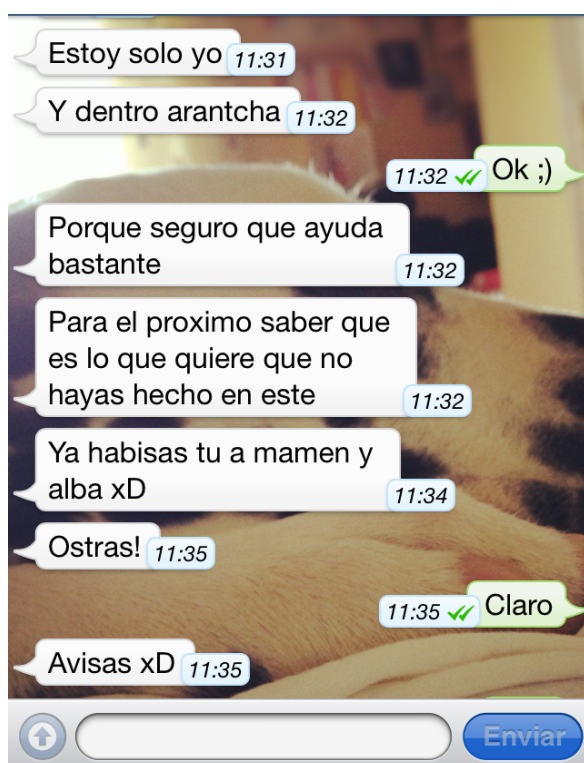 Estoy solo yo 11:31
Y dentro arantcha 11:32
11:32 Ok ;)
Porque seguro que ayuda
bastante 11:32
Para el proximo saber que
es lo que quiere que no
hayas hecho en este 11:32
Ya habisas tu a mamen y
alba xD 11:34
Ostras! 11:35
11:35 Claro
Avisas xD 11:35
Enviar